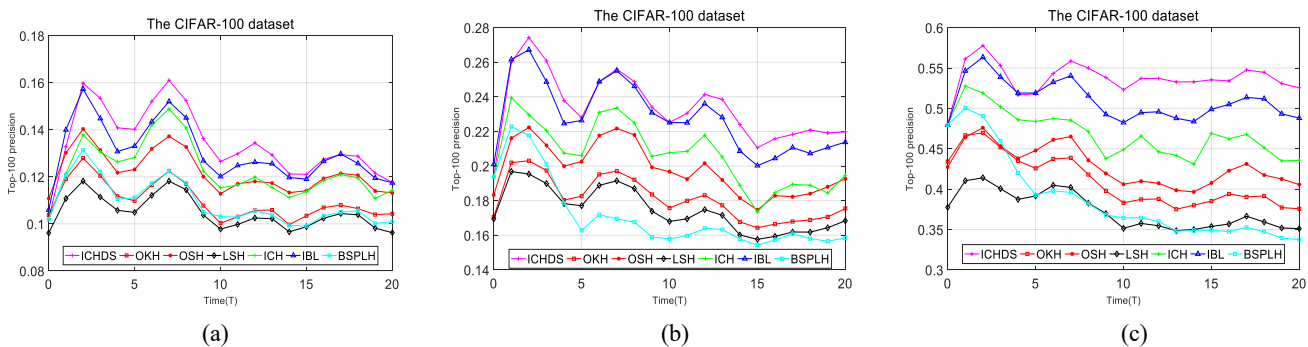 The CIFAR-100 dataset
0.18
0.16
0.14
0.12
0.1
0.08
Top-100 precision
ICHDS OKH OSH LSH ICH IBL BSPLH
0 5 10 15 20
Time(T)
(a)
The CIFAR-100 dataset
0.28
0.26
0.24
0.22
0.2
0.18
0.16
0.14
Top-100 precision
ICHDS OKH OSH LSH ICH IBL BSPLH
0 5 10 15 20
Time(T)
(b)
The CIFAR-100 dataset
0.6
0.55
0.5
0.45
0.4
0.35
0.3
Top-100 precision
ICHDS OKH OSH LSH ICH IBL BSPLH
0 5 10 15 20
Time(T)
(c)